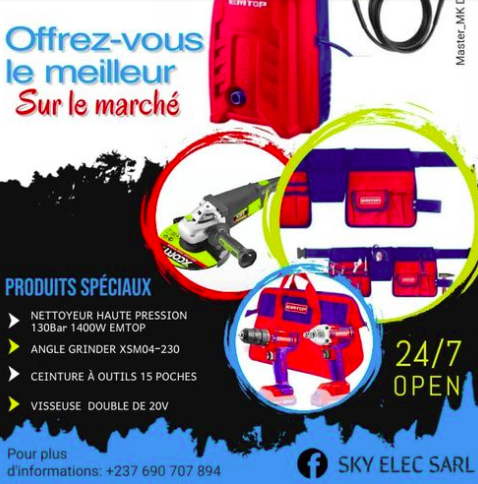 EMTOP
Master_MK D
Offrez-vous
le meilleur
Sur le marché
XCORT
EMTOP
EMTOP
PRODUITS SPÉCIAUX
NETTOYEUR HAUTE PRESSION
130Bar 1400W EMTOP
ANGLE GRINDER XSM04-230
CEINTURE À OUTILS 15 POCHES
VISSEUSE DOUBLE DE 20V
24/7
OPEN
Pour plus
d'informations: +237 690 707 894
SKY ELEC SARL